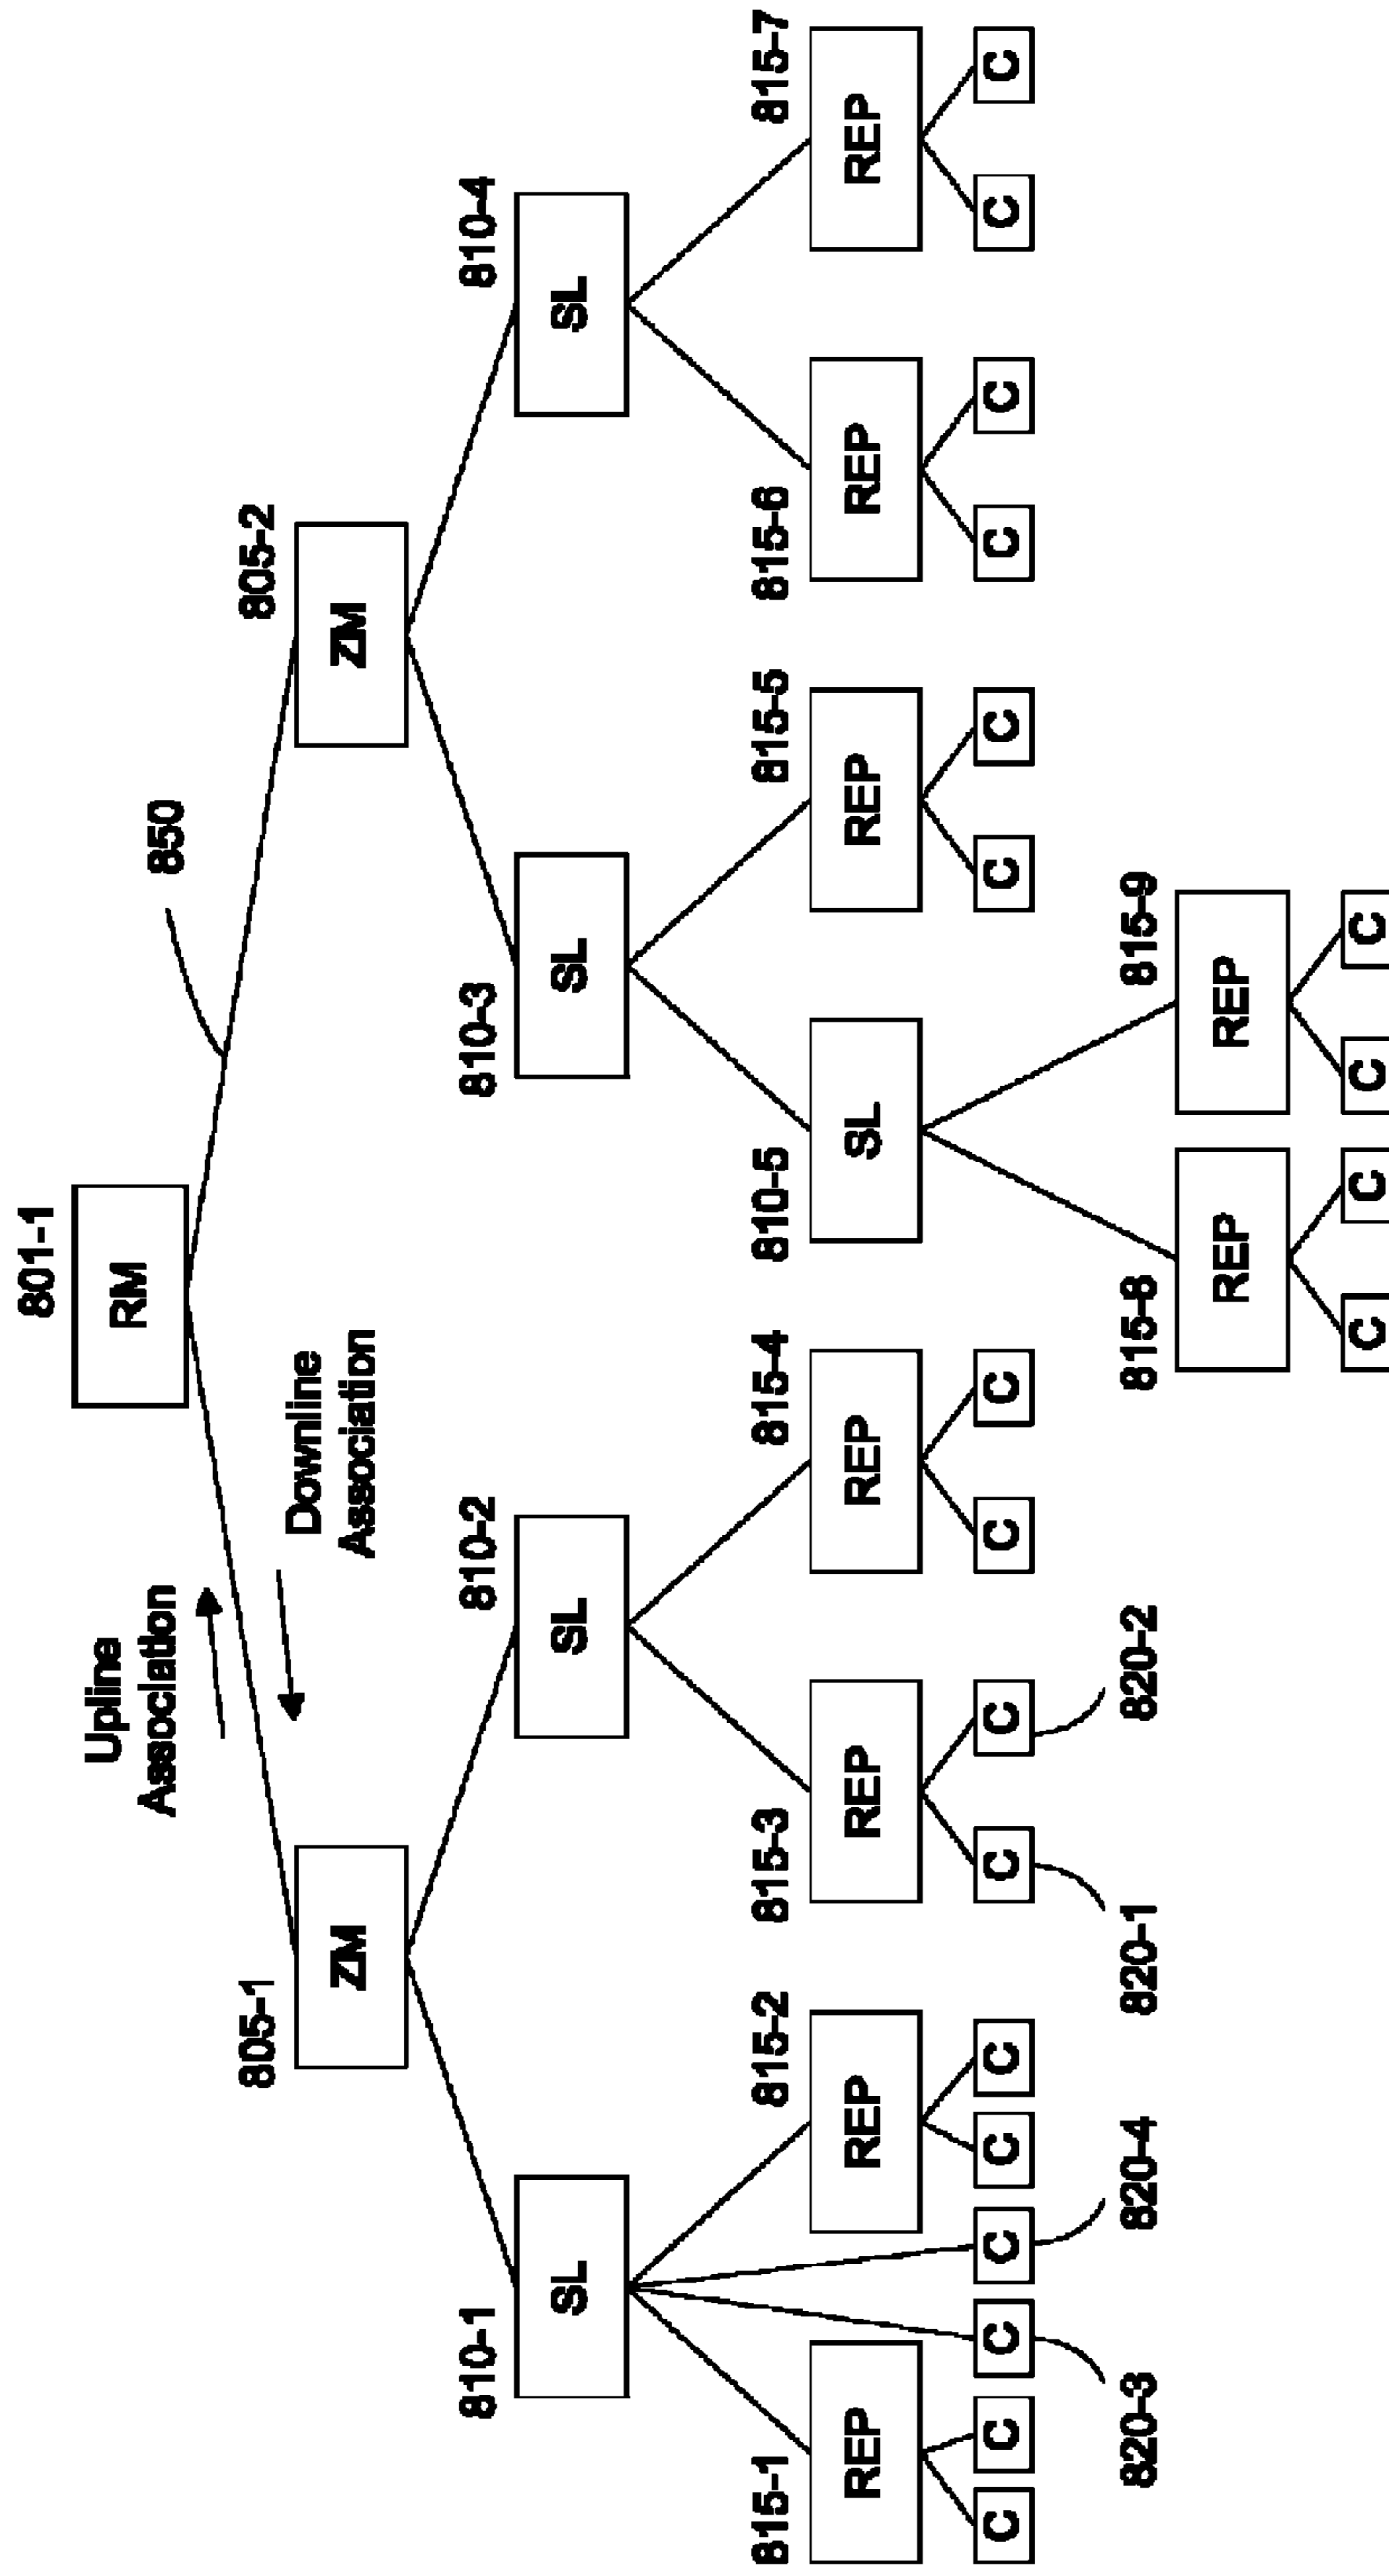 801-1
RM
850
Upline
Association
Downline
Association
805-1
ZM
805-2
ZM
810-1
SL
810-2
SL
810-3
SL
810-4
SL
815-1
REP
815-2
REP
815-3
REP
815-4
REP
810-5
SL
815-5
REP
815-6
REP
815-7
REP
C C C C C C C C C C C C C C C C
820-3
820-4
820-1
820-2
815-8
REP
815-9
REP
C C C C